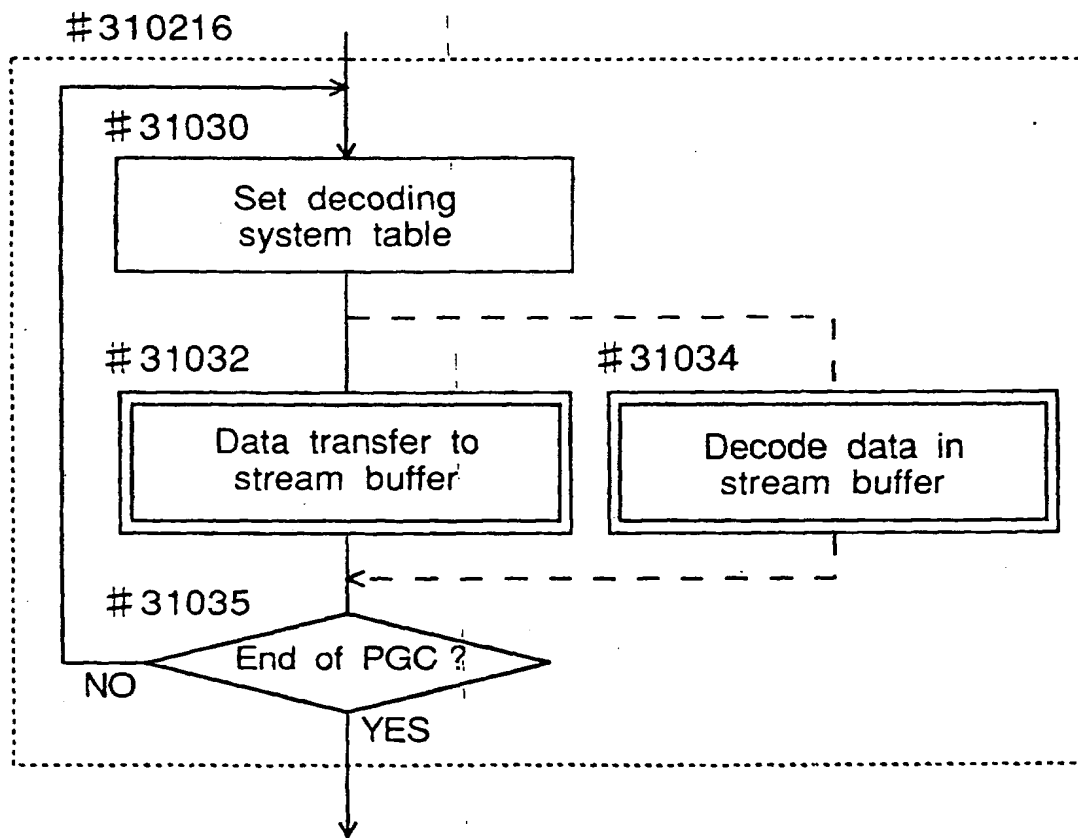 #310216
#31030
Set decoding
system table
#31032
#31034
Data transfer to
stream buffer
Decode data in
stream buffer
#31035
End of PGC ?
NO
YES